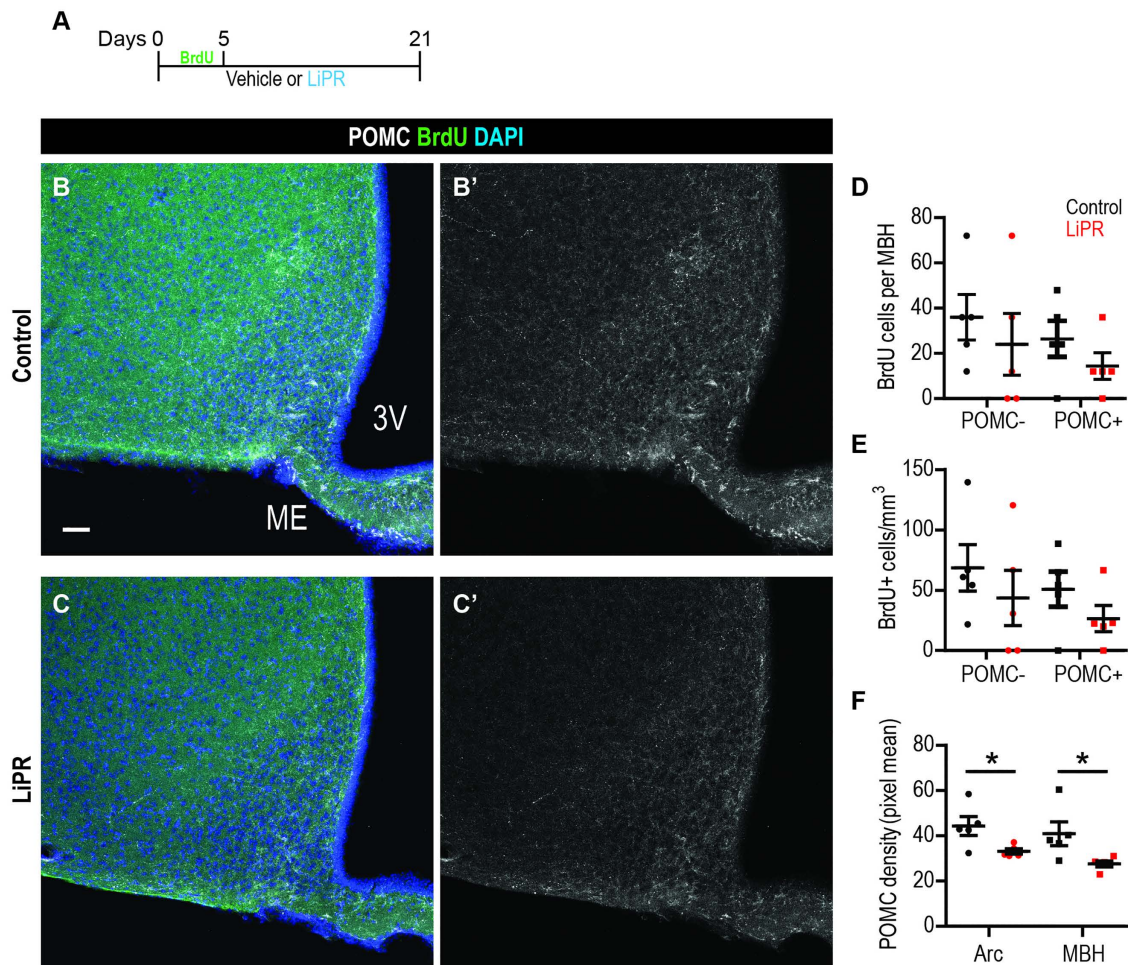 A
Days 0 5 21
BrdU
Vehicle or LiPR
POMC BrdU DAPI
Control
B
3V
ME
B’
LiPR
C
C’
D
Control
LiPR
BrdU cells per MBH
80
60
40
20
0
POMC- POMC+
E
BrdU+ cells/mm³
150
100
50
0
POMC- POMC+
F
POMC density (pixel mean)
80
60
40
20
0
* *
Arc MBH